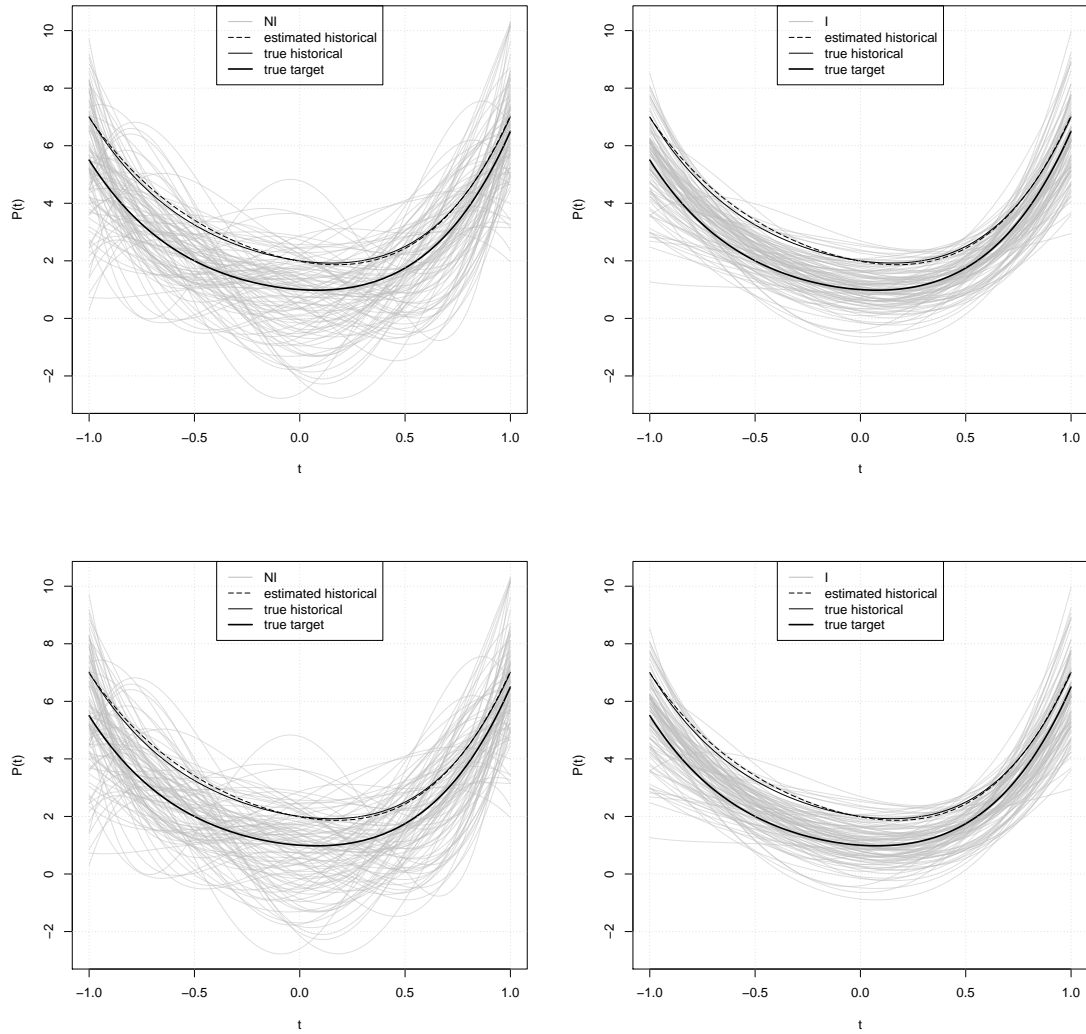 NI
estimated historical
true historical
true target
P(t)
10
8
6
4
2
0
−2
−1.0 −0.5 0.0 0.5 1.0
t
I
estimated historical
true historical
true target
P(t)
10
8
6
4
2
0
−2
−1.0 −0.5 0.0 0.5 1.0
t
NI
estimated historical
true historical
true target
P(t)
10
8
6
4
2
0
−2
−1.0 −0.5 0.0 0.5 1.0
t
I
estimated historical
true historical
true target
P(t)
10
8
6
4
2
0
−2
−1.0 −0.5 0.0 0.5 1.0
t